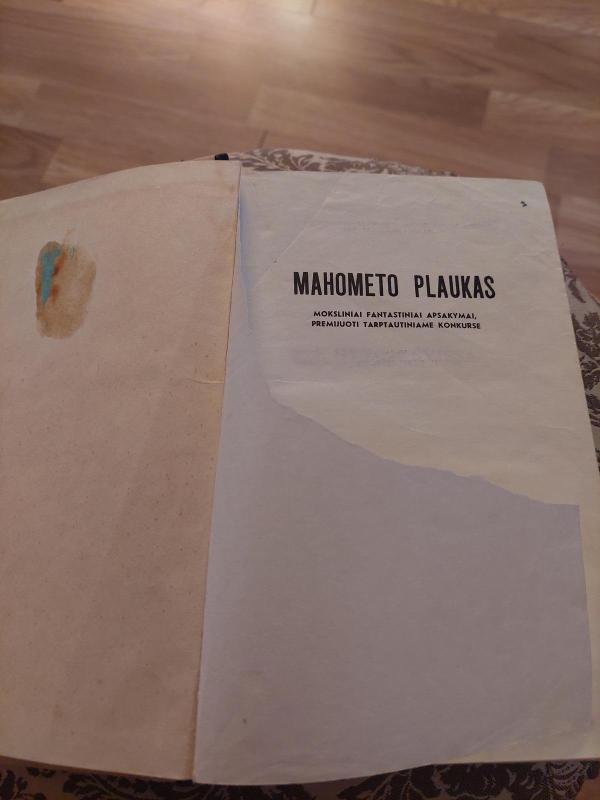 MAHOMETO PLAUKAS
MOKSLINIAI FANTASTINIAI APSAKYMAI,
PREMIJUOTI TARPTAUTINIAME KONKURSE